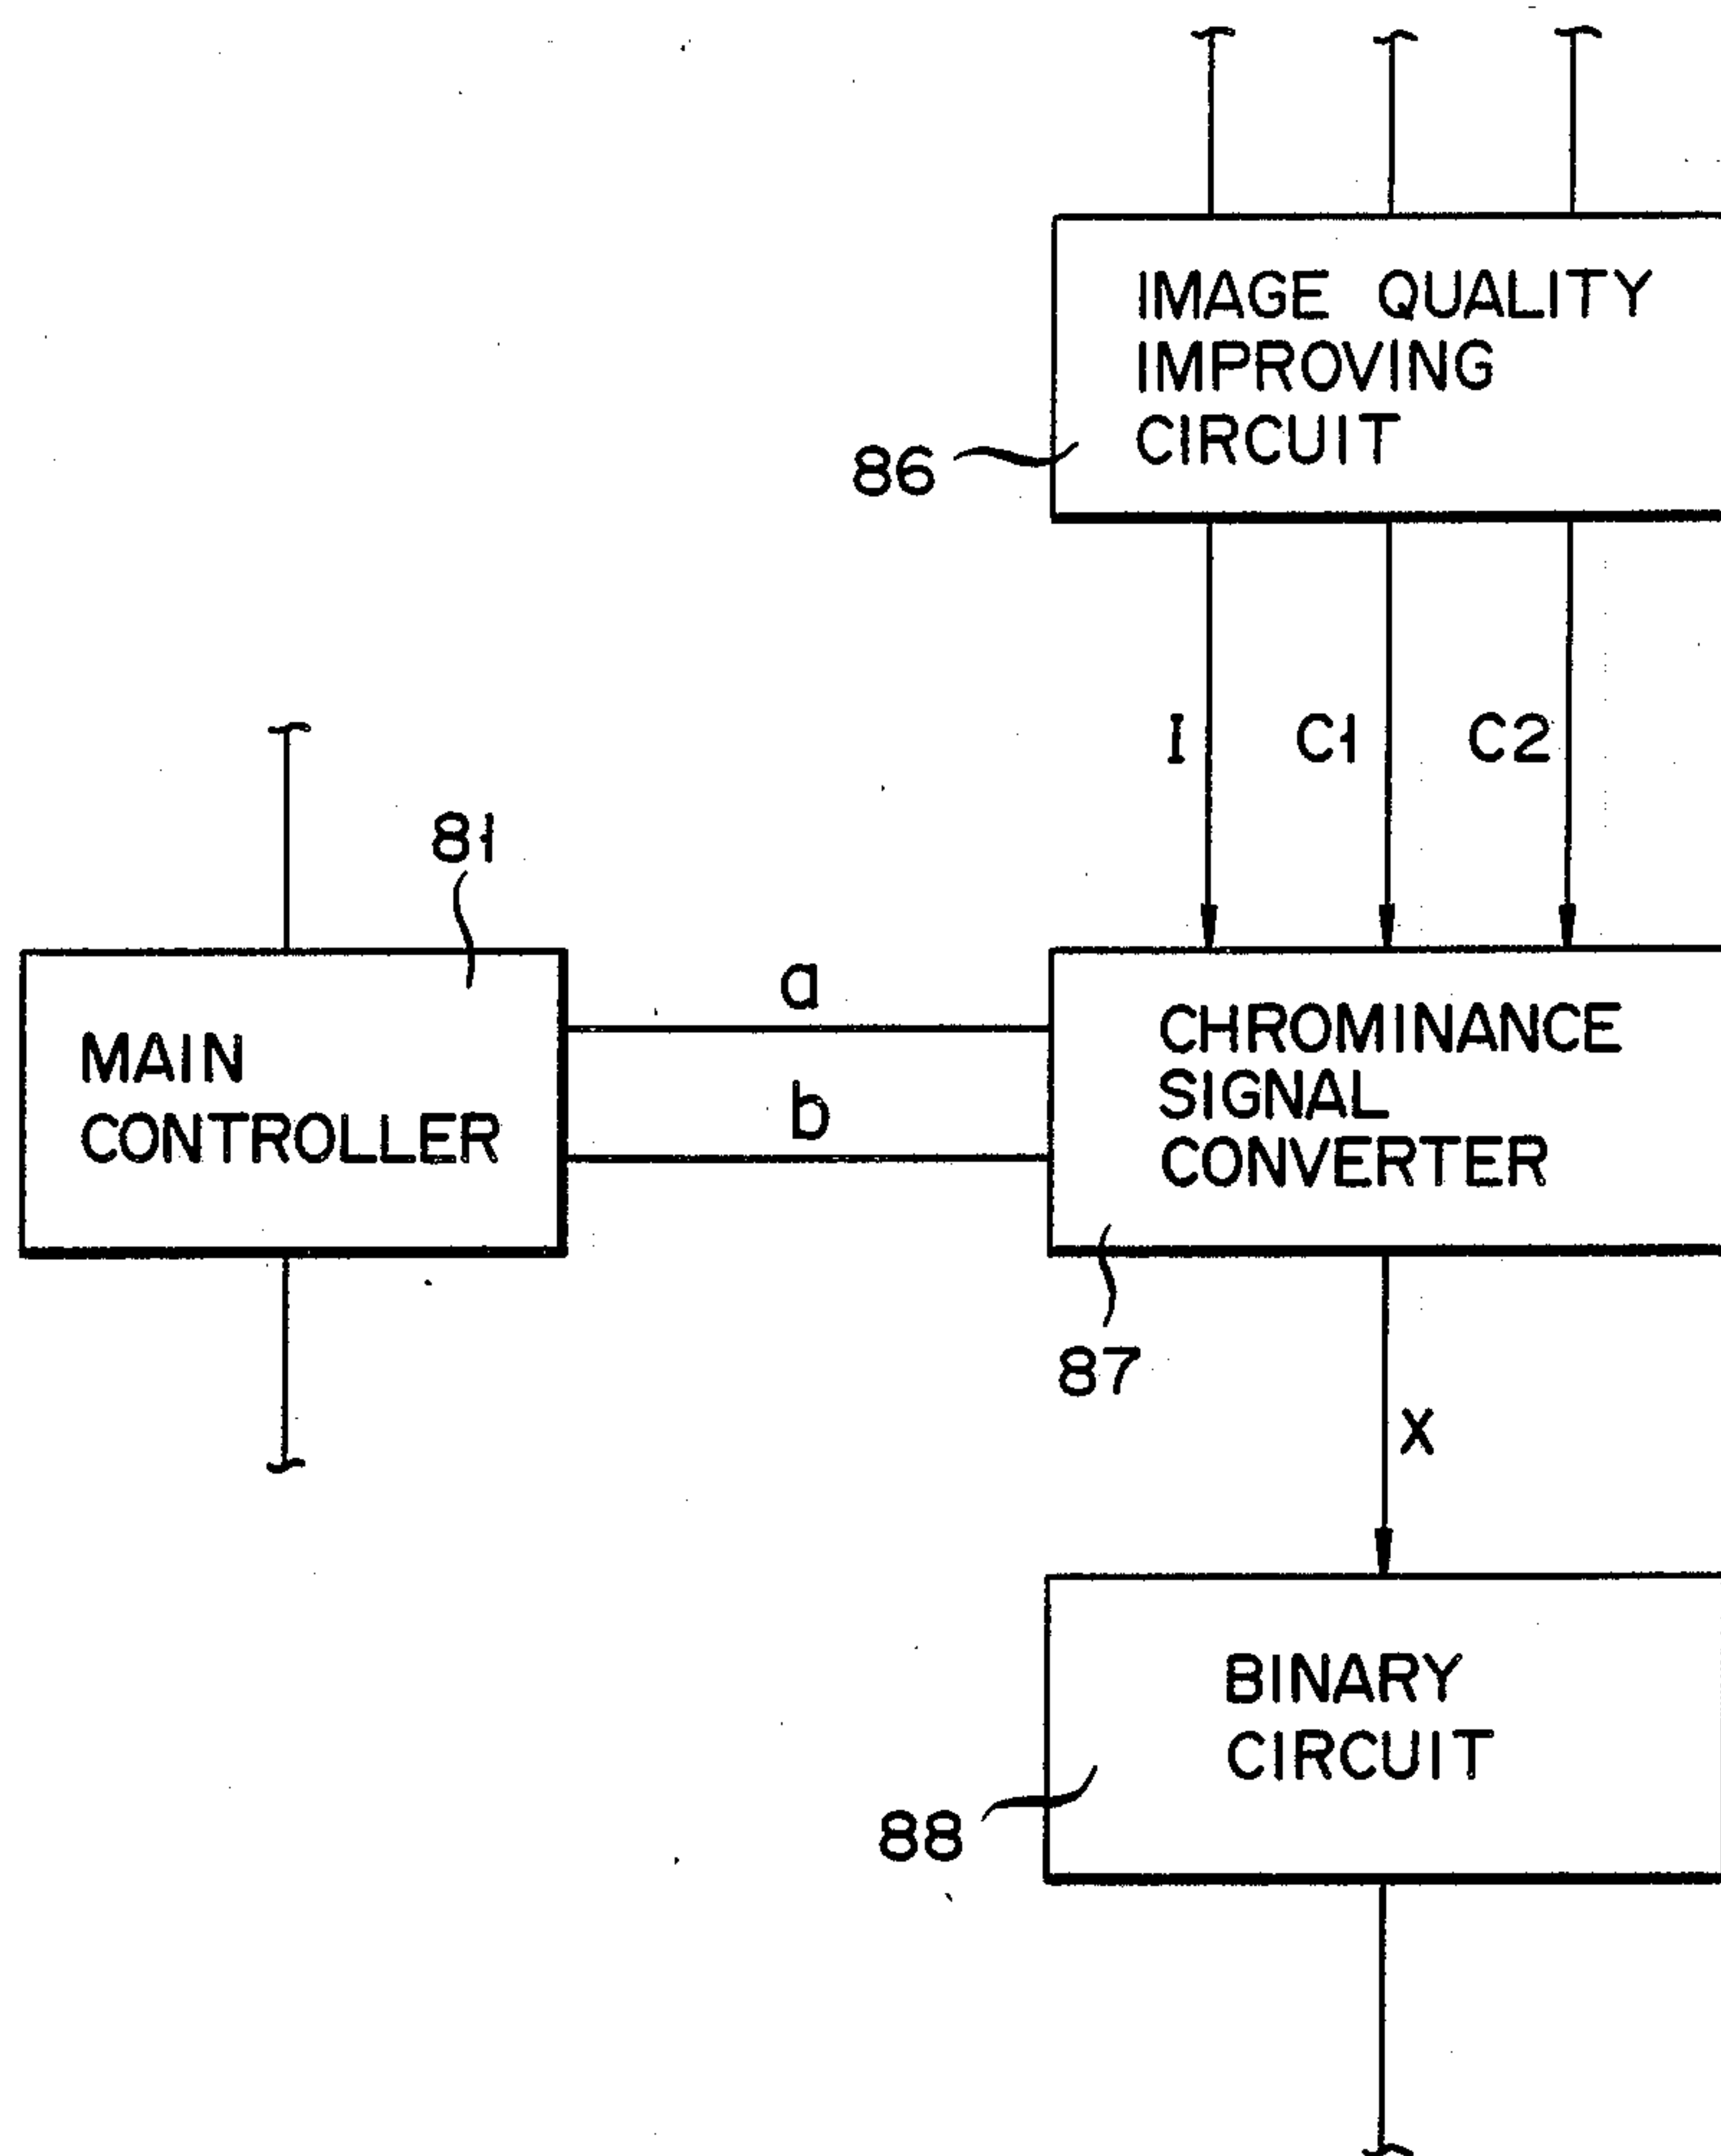 IMAGE QUALITY
IMPROVING
CIRCUIT
86
I
C1
C2
81
MAIN
CONTROLLER
a
b
CHROMINANCE
SIGNAL
CONVERTER
87
X
BINARY
CIRCUIT
88